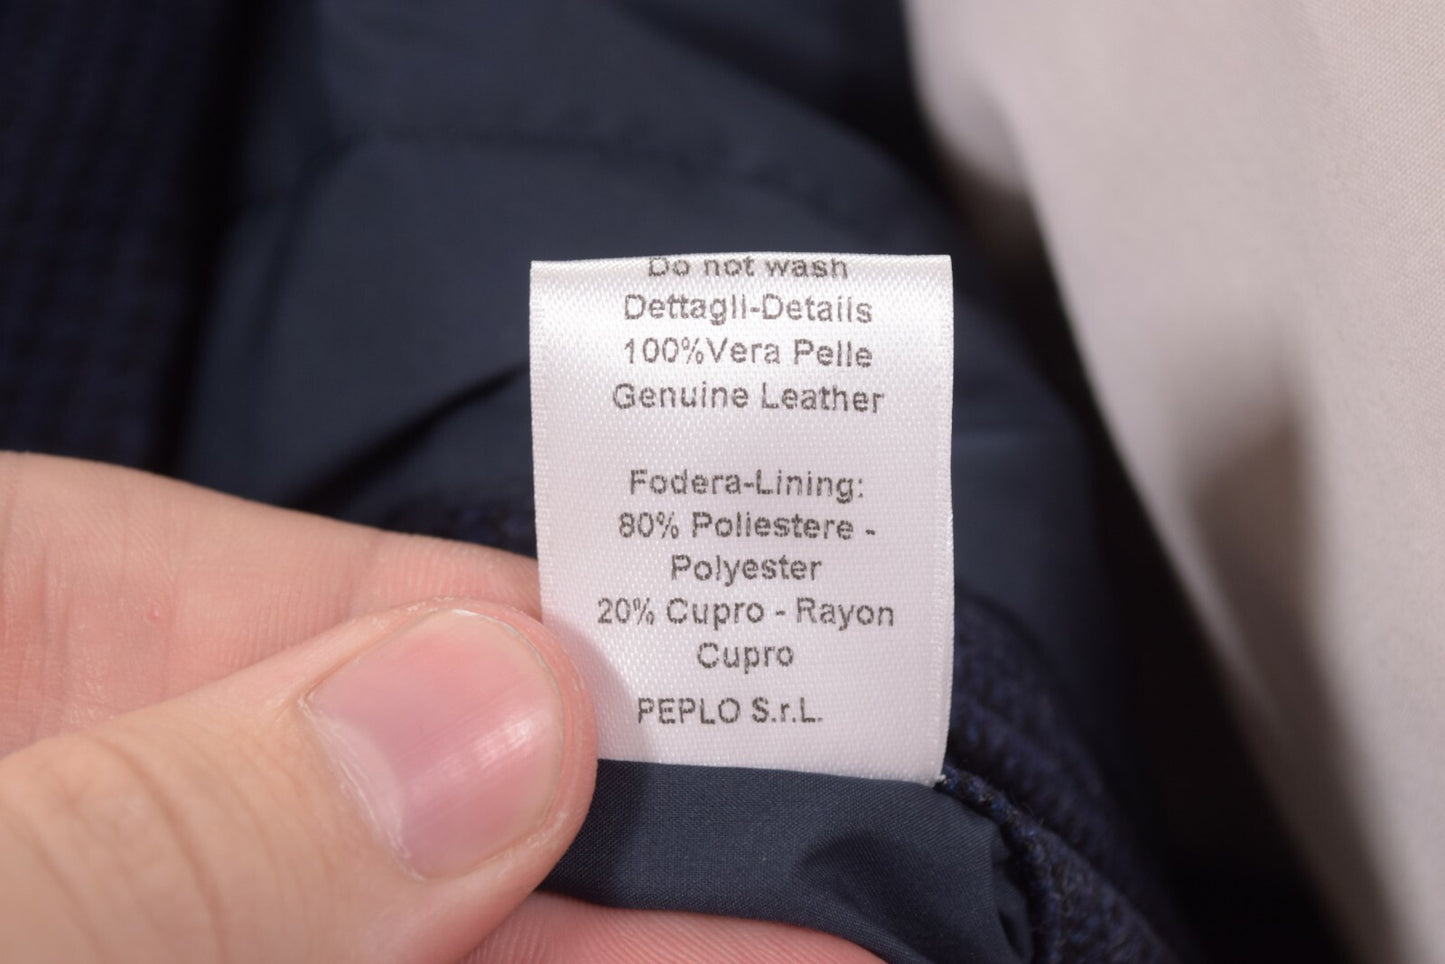 Do not wash
Dettagli-Details
100%Vera Pelle
Genuine Leather
Fodera-Lining:
80% Poliestere -
Polyester
20% Cupro - Rayon
Cupro
PEPLO S.r.L.